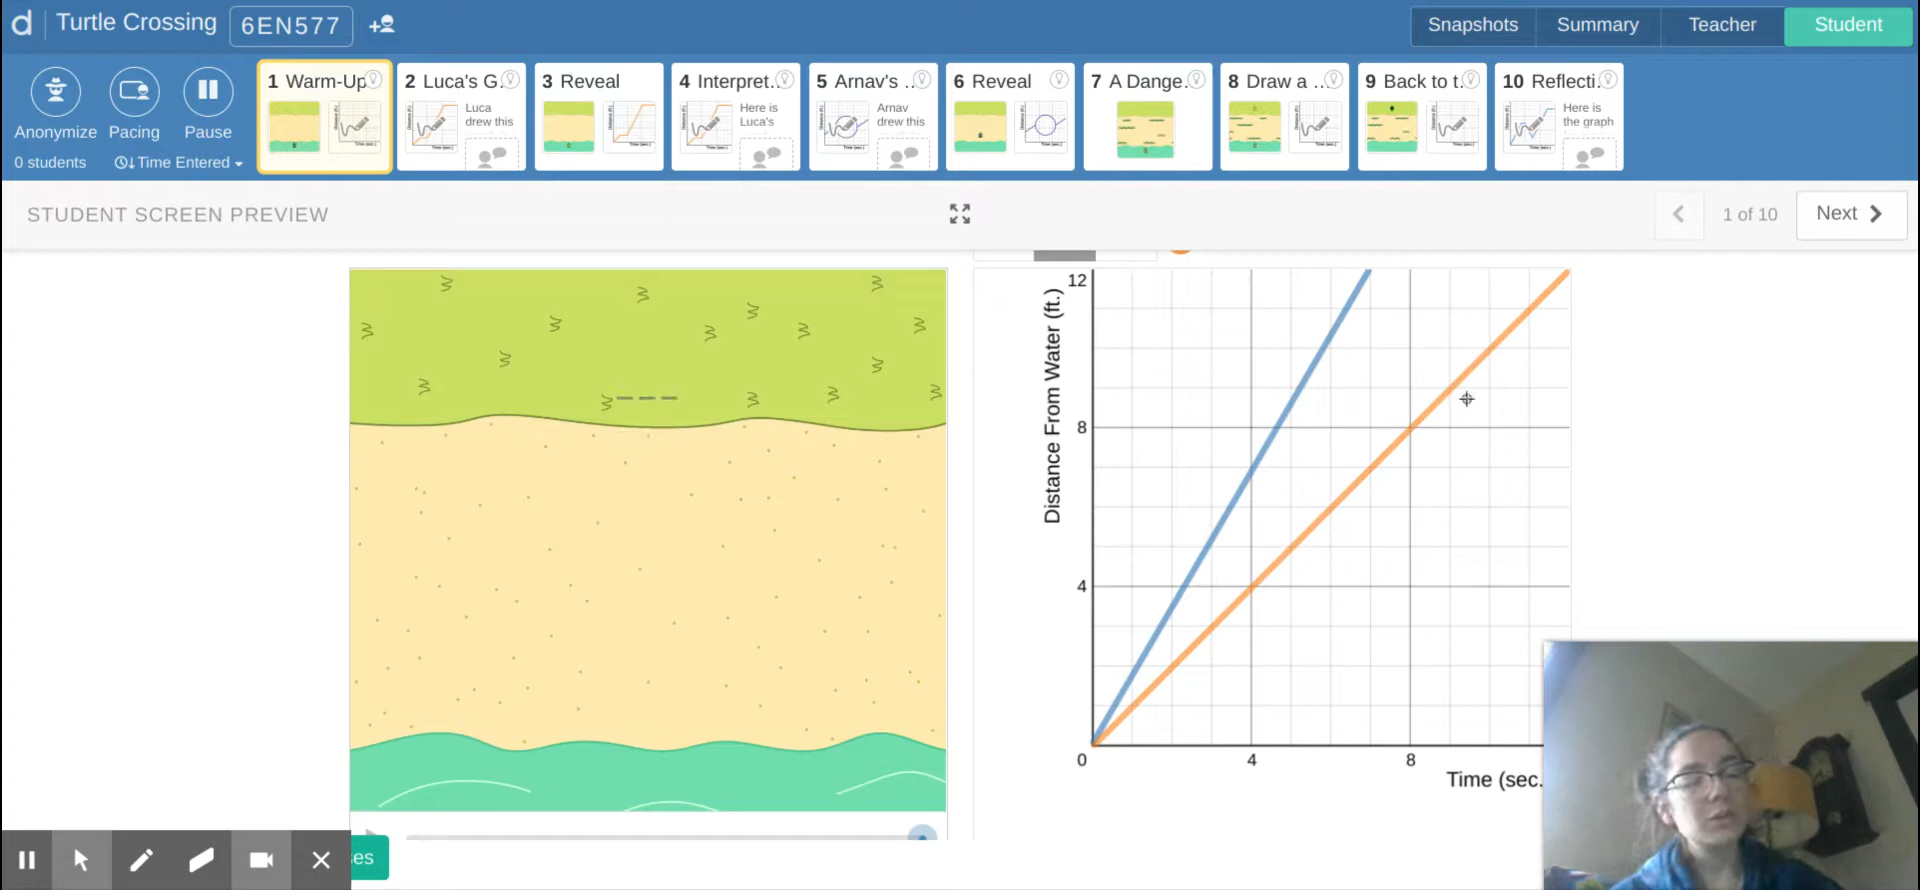 d Turtle Crossing 6EN577 Snapshots Summary Teacher Student
1 Warm-Up 2 Luca's G. 3 Reveal 4 Interpret.. 5 Arnav's .. 6 Reveal 7 A Dange. 8 Draw a .. 9 Back to t. 10 Reflecti.
Luca drew this
Here is Luca's
Arnav drew this
Here is the graph
Anonymize Pacing Pause
0 students Time Entered
STUDENT SCREEN PREVIEW 1 of 10 Next
12
8
4
0 4 8
Distance From Water (ft.)
Time (sec.
es